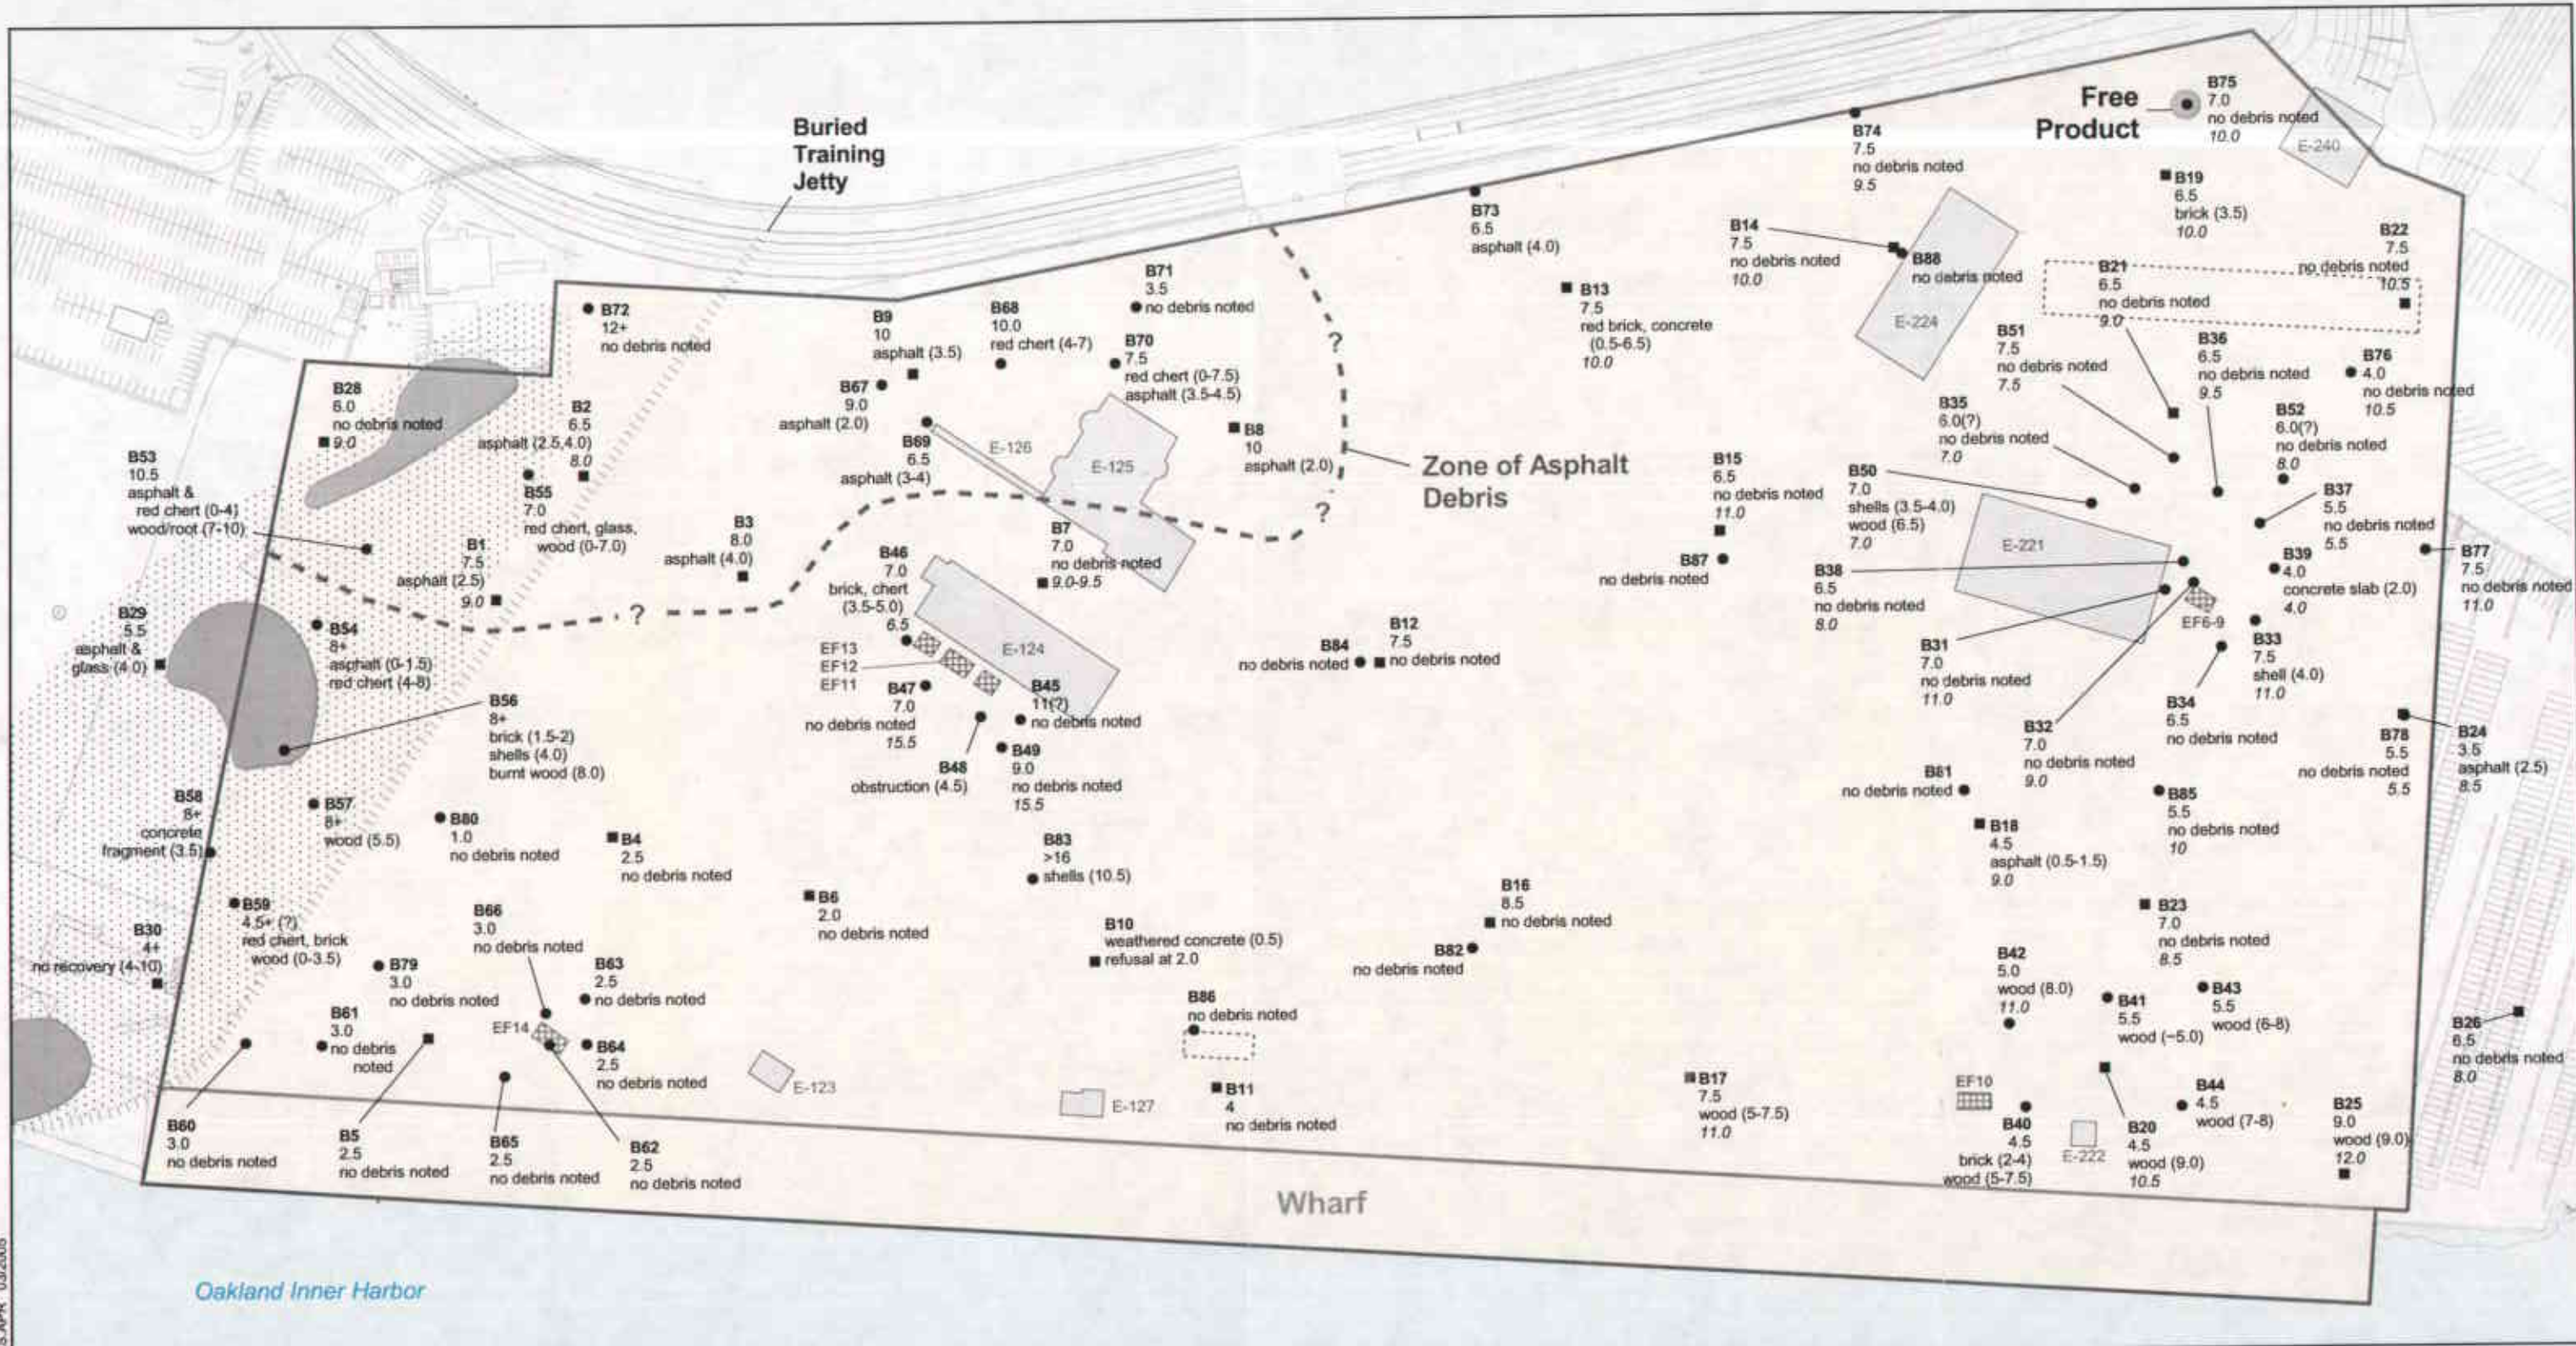 Buried
Training
Jetty
Free
Product
B75
7.0
no debris noted
10.0
E-240
B74
7.5
no debris noted
9.5
B19
6.5
brick (3.5)
10.0
B73
6.5
asphalt (4.0)
B14
7.5
no debris noted
10.0
B88
no debris noted
E-224
B22
7.5
no debris noted
10.5
B21
6.5
no debris noted
9.0
B13
7.5
red brick, concrete
(0.5-6.5)
10.0
B71
3.5
no debris noted
B72
12+
no debris noted
B9
10
asphalt (3.5)
B68
10.0
red chert (4-7)
B70
7.5
red chert (0-7.5)
asphalt (3.5-4.5)
?
B51
7.5
no debris noted
7.5
B36
6.5
no debris noted
9.5
B76
4.0
no debris noted
10.5
B28
6.0
no debris noted
9.0
B2
6.5
asphalt (2.5,4.0)
8.0
B67
9.0
asphalt (2.0)
B69
6.5
asphalt (3-4)
E-126
E-125
B8
10
asphalt (2.0)
Zone of Asphalt
Debris
?
B35
6.0(?)
no debris noted
7.0
B52
6.0(?)
no debris noted
8.0
B53
10.5
asphalt &
red chert (0-4)
wood/root (7-10)
B55
7.0
red chert, glass,
wood (0-7.0)
B15
6.5
no debris noted
11.0
B50
7.0
shells (3.5-4.0)
wood (6.5)
7.0
B37
5.5
no debris noted
5.5
B1
7.5
asphalt (2.5)
9.0
B3
8.0
asphalt (4.0)
B46
7.0
brick, chert
(3.5-5.0)
6.5
B7
7.0
no debris noted
9.0-9.5
B87
no debris noted
E-221
B38
6.5
no debris noted
8.0
B39
4.0
concrete slab (2.0)
4.0
B77
7.5
no debris noted
11.0
EF6-9
?
B29
5.5
asphalt &
glass (4.0)
B54
8+
asphalt (0-1.5)
red chert (4-8)
EF13
EF12
EF11
E-124
B84
no debris noted
B12
7.5
no debris noted
B31
7.0
no debris noted
11.0
B33
7.5
shell (4.0)
11.0
B47
7.0
no debris noted
15.5
B45
11(?)
no debris noted
B56
8+
brick (1.5-2)
shells (4.0)
burnt wood (8.0)
B48
obstruction (4.5)
B49
9.0
no debris noted
15.5
B32
7.0
no debris noted
9.0
B34
6.5
no debris noted
B78
5.5
no debris noted
5.5
B24
3.5
asphalt (2.5)
8.5
B81
no debris noted
B85
5.5
no debris noted
10
B58
8+
concrete
fragment (3.5)
B57
8+
wood (5.5)
B80
1.0
no debris noted
B4
2.5
no debris noted
B83
>16
shells (10.5)
B18
4.5
asphalt (0.5-1.5)
9.0
B59
4.5+ (?)
red chert, brick
wood (0-3.5)
B66
3.0
no debris noted
B6
2.0
no debris noted
B10
weathered concrete (0.5)
refusal at 2.0
B16
8.5
no debris noted
B82
no debris noted
B23
7.0
no debris noted
8.5
B30
4+
no recovery (4-10)
B79
3.0
no debris noted
B63
2.5
no debris noted
B42
5.0
wood (8.0)
11.0
B41
5.5
wood (~5.0)
B43
5.5
wood (6-8)
B86
no debris noted
B61
3.0
no debris
noted
EF14
B64
2.5
no debris noted
B26
6.5
no debris noted
8.0
E-123
E-127
B11
4
no debris noted
B17
7.5
wood (5-7.5)
11.0
EF10
B44
4.5
wood (7-8)
B60
3.0
no debris noted
B5
2.5
no debris noted
B65
2.5
no debris noted
B62
2.5
no debris noted
B40
4.5
brick (2-4)
wood (5-7.5)
E-222
B20
4.5
wood (9.0)
10.5
B25
9.0
wood (9.0)
12.0
Wharf
Oakland Inner Harbor